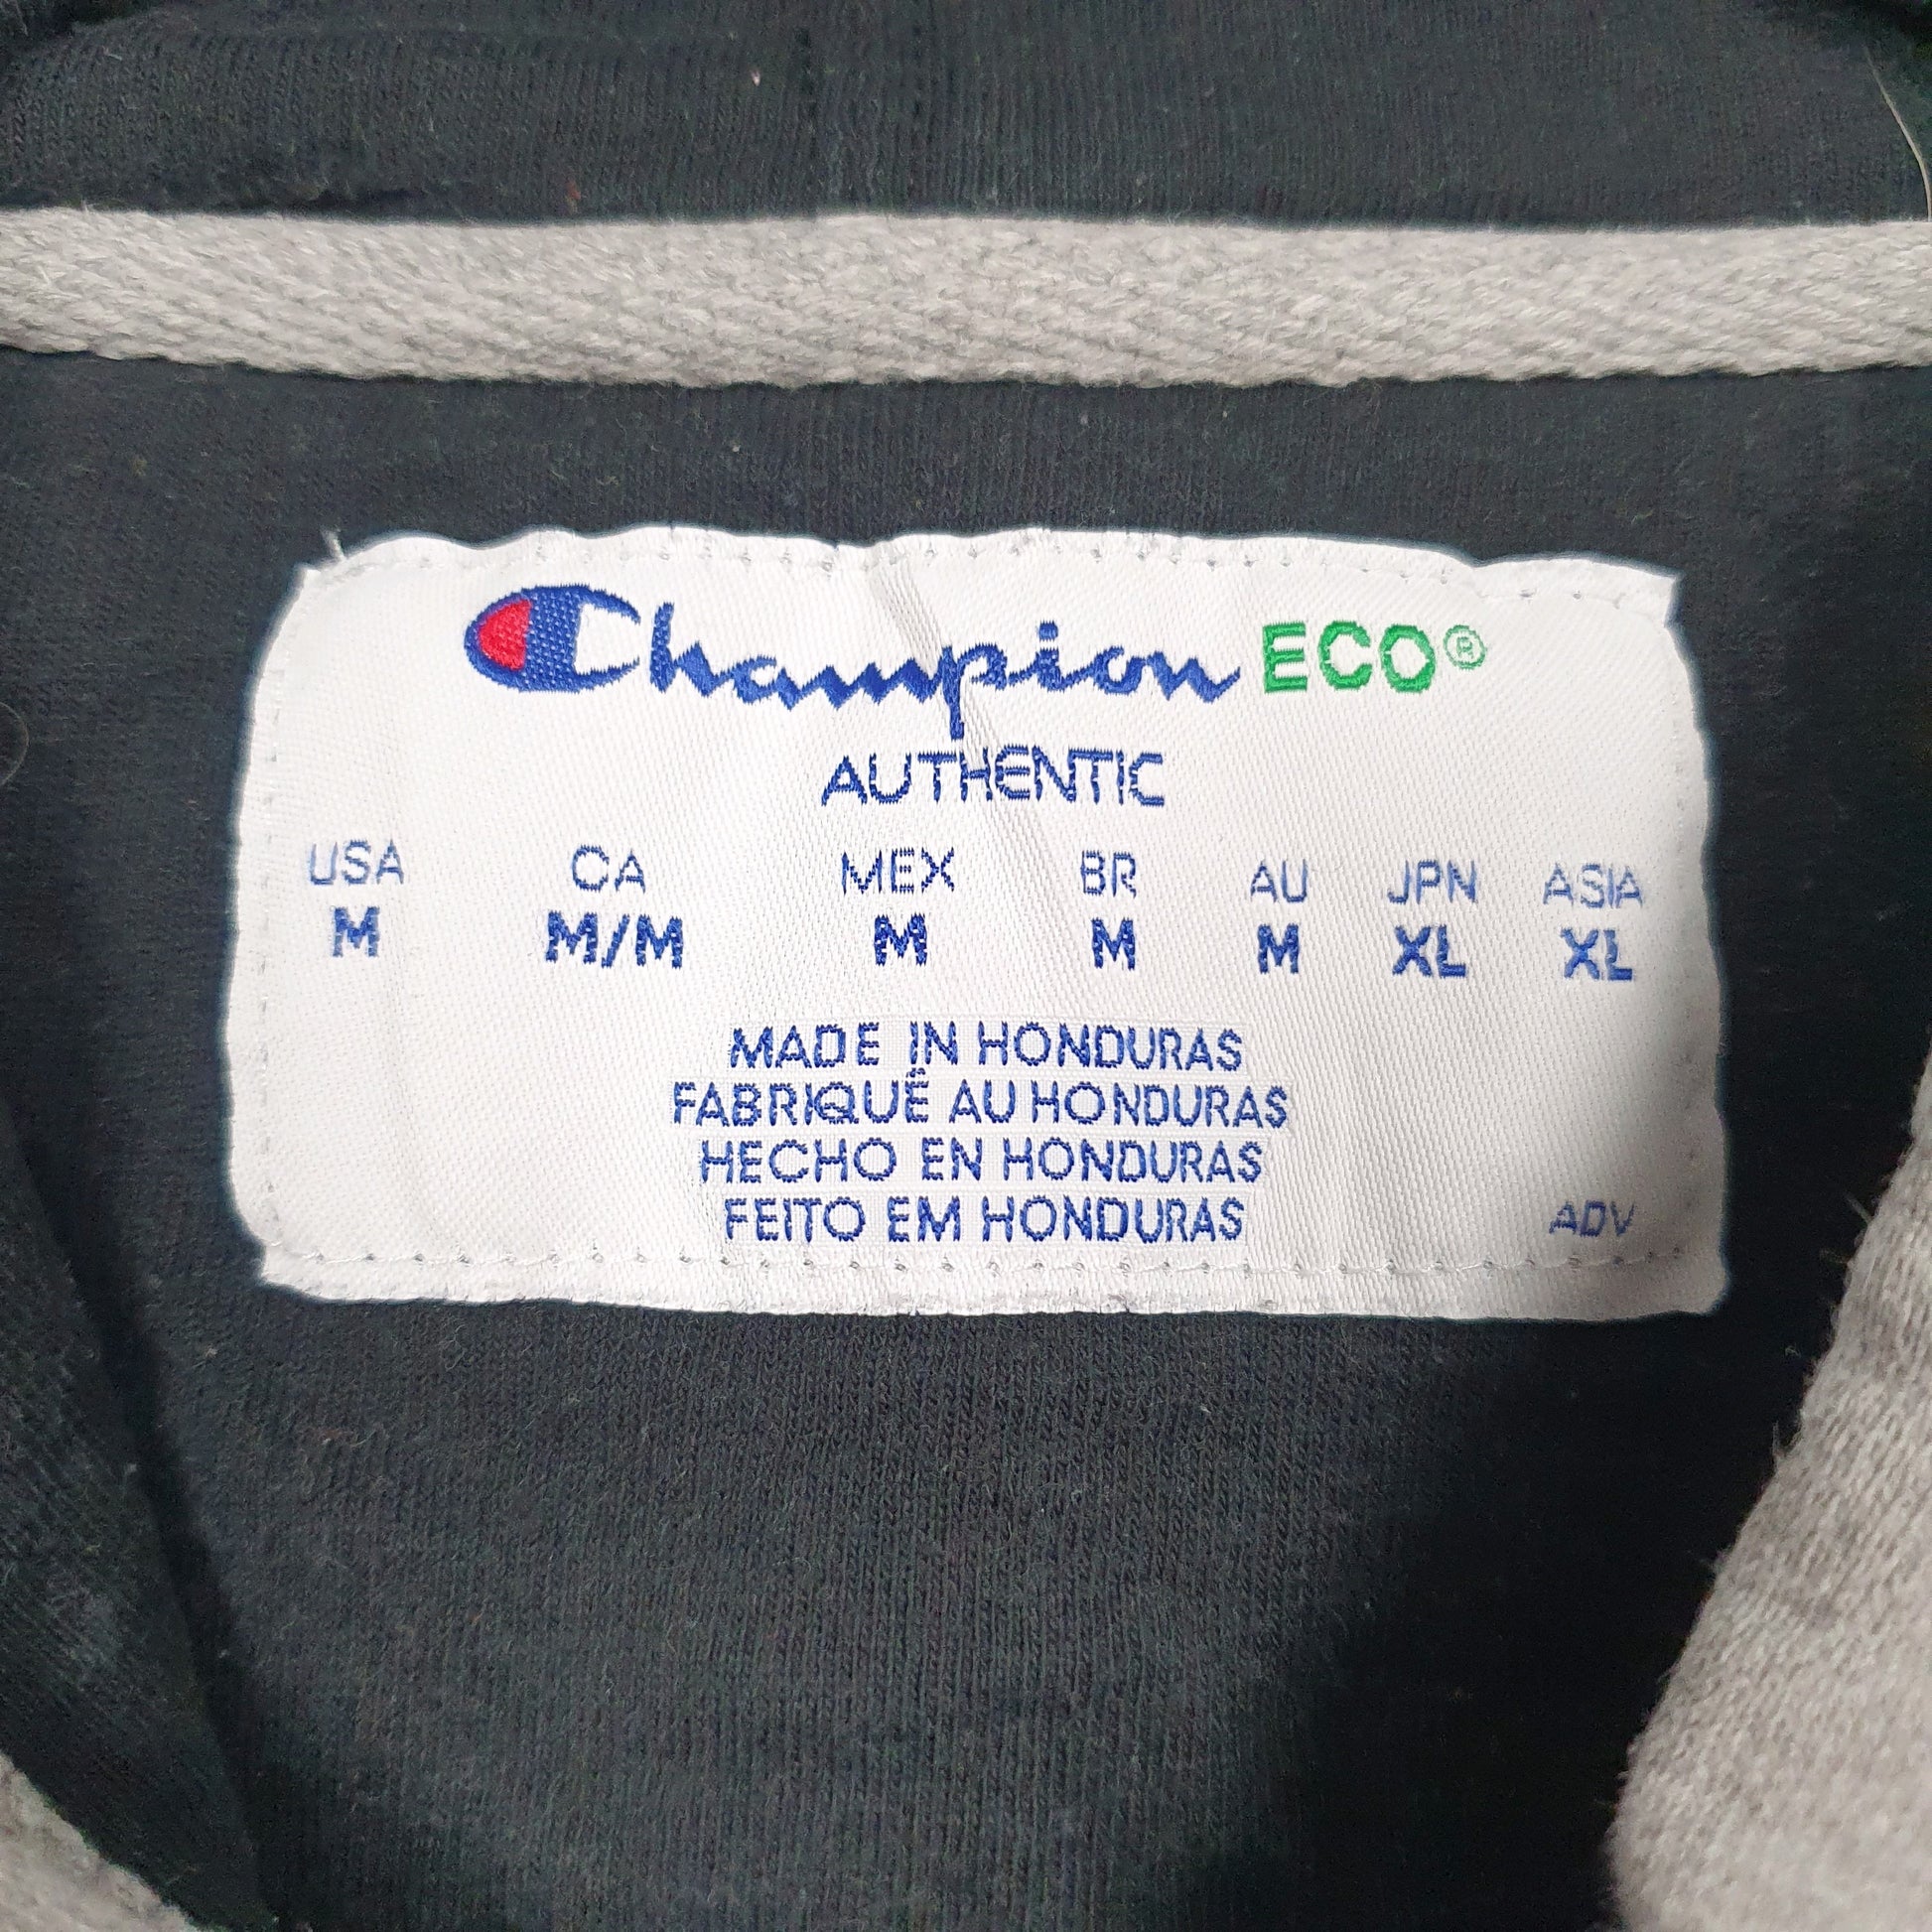 Champion ECO®
AUTHENTIC
USA CA MEX BR AU JPN ASIA
M M/M M M M XL XL
MADE IN HONDURAS
FABRIQUÉ AU HONDURAS
HECHO EN HONDURAS
FEITO EM HONDURAS
ADV